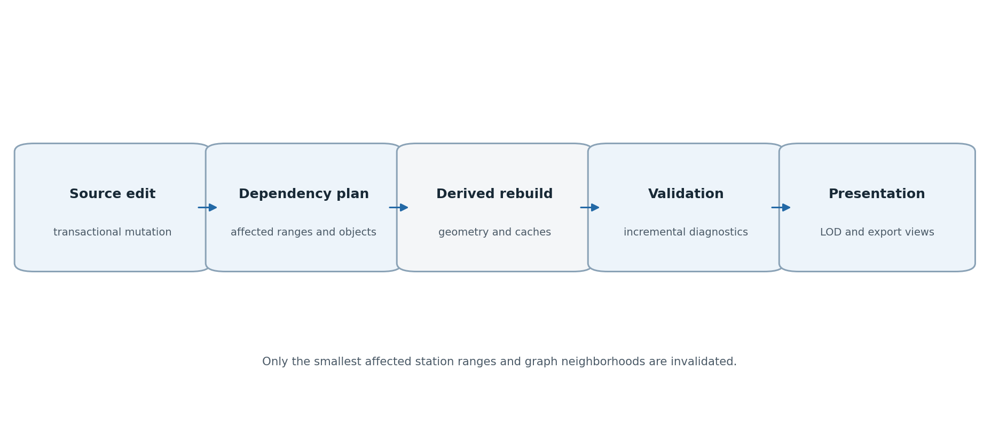 Source edit
transactional mutation
Dependency plan
affected ranges and objects
Derived rebuild
geometry and caches
Validation
incremental diagnostics
Presentation
LOD and export views
Only the smallest affected station ranges and graph neighborhoods are invalidated.